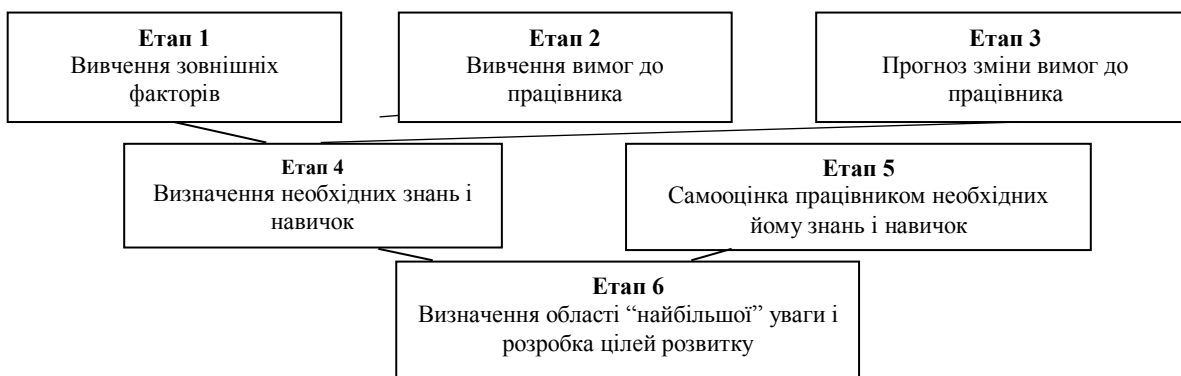 Етап 1
Вивчення зовнішніх
факторів
Етап 2
Вивчення вимог до
працівника
Етап 3
Прогноз зміни вимог до
працівника
Етап 4
Визначення необхідних знань і
навичок
Етап 5
Самооцінка працівником необхідних
йому знань і навичок
Етап 6
Визначення області “найбільшої” уваги і
розробка цілей розвитку